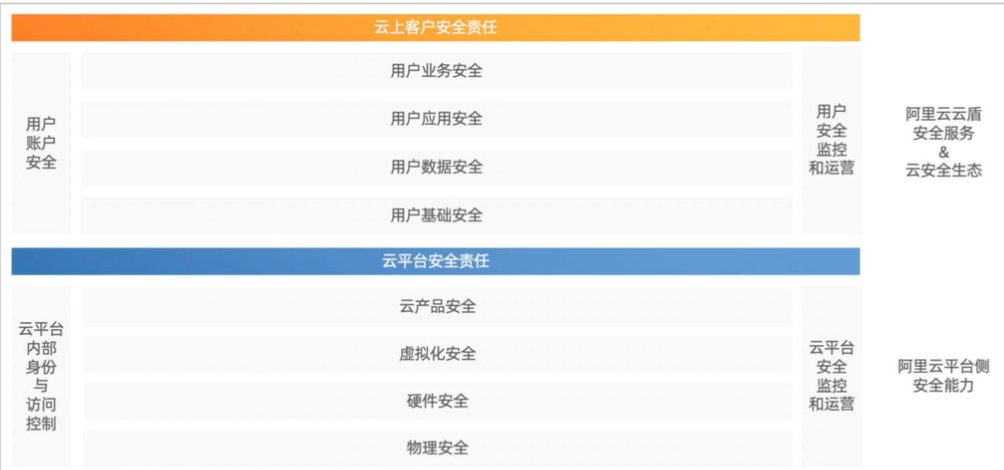 云上客户安全责任
用户
账户
安全
用户业务安全
用户应用安全
用户数据安全
用户基础安全
用户
安全
监控
和运营
阿里云云盾
安全服务
&
云安全生态
云平台安全责任
云平台
内部
身份
与
访问
控制
云产品安全
虚拟化安全
硬件安全
物理安全
云平台
安全
监控
和运营
阿里云平台侧
安全能力